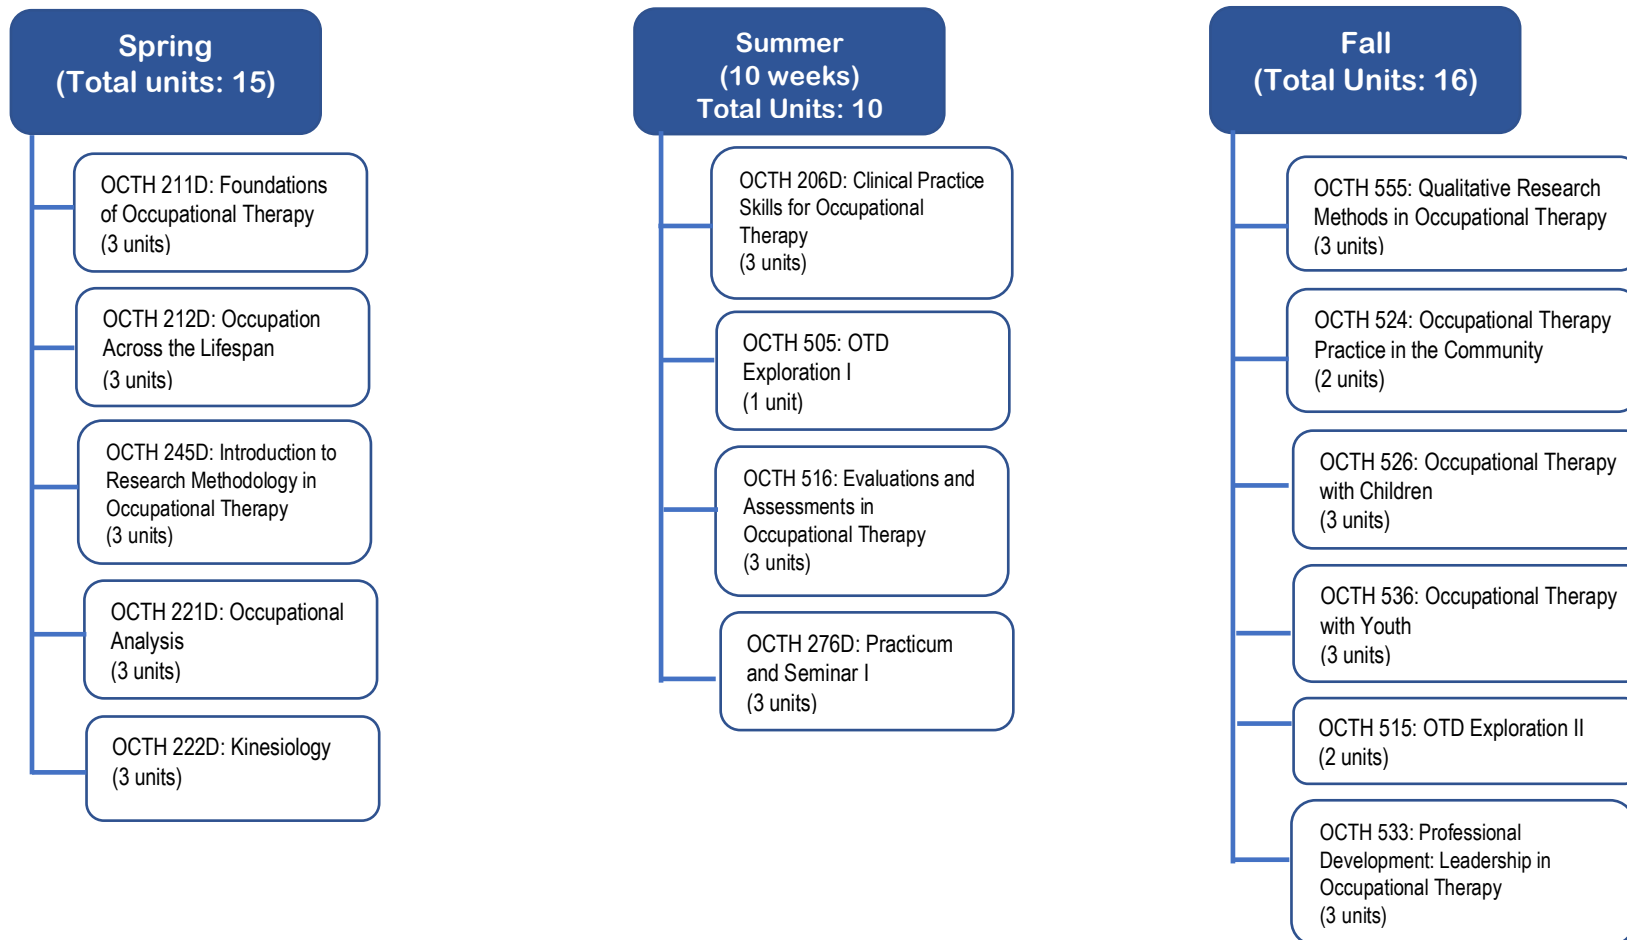 Spring
(Total units: 15)
OCTH 211D: Foundations
of Occupational Therapy
(3 units)
OCTH 212D: Occupation
Across the Lifespan
(3 units)
OCTH 245D: Introduction to
Research Methodology in
Occupational Therapy
(3 units)
OCTH 221D: Occupational
Analysis
(3 units)
OCTH 222D: Kinesiology
(3 units)
Summer
(10 weeks)
Total Units: 10
OCTH 206D: Clinical Practice
Skills for Occupational
Therapy
(3 units)
OCTH 505: OTD
Exploration I
(1 unit)
OCTH 516: Evaluations and
Assessments in
Occupational Therapy
(3 units)
OCTH 276D: Practicum
and Seminar I
(3 units)
Fall
(Total Units: 16)
OCTH 555: Qualitative Research
Methods in Occupational Therapy
(3 units)
OCTH 524: Occupational Therapy
Practice in the Community
(2 units)
OCTH 526: Occupational Therapy
with Children
(3 units)
OCTH 536: Occupational Therapy
with Youth
(3 units)
OCTH 515: OTD Exploration II
(2 units)
OCTH 533: Professional
Development: Leadership in
Occupational Therapy
(3 units)